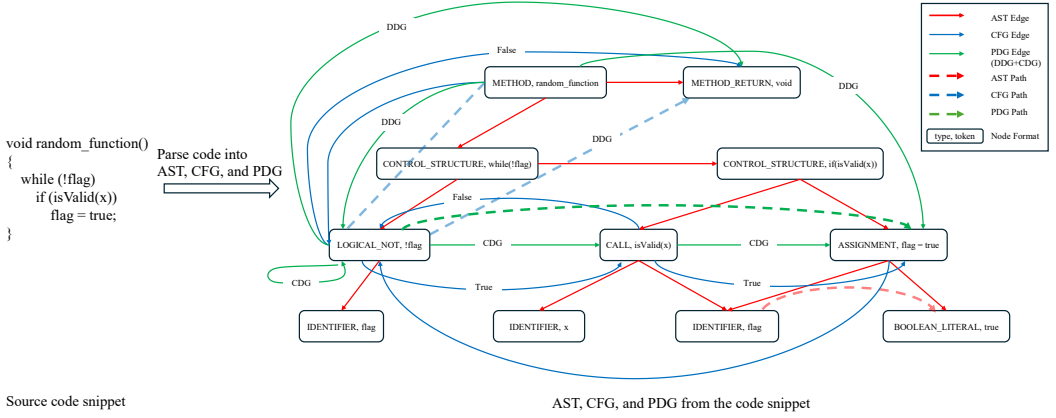 void random_function()
{
while (!flag)
if (isValid(x))
flag = true;
}
Source code snippet
Parse code into
AST, CFG, and PDG
DDG
False
METHOD, random_function
METHOD_RETURN, void
DDG
DDG
DDG
CONTROL_STRUCTURE, while(!flag)
CONTROL_STRUCTURE, if(isValid(x))
False
LOGICAL_NOT, !flag
CDG
CALL, isValid(x)
CDG
ASSIGNMENT, flag = true
CDG
True
True
IDENTIFIER, flag
IDENTIFIER, x
IDENTIFIER, flag
BOOLEAN_LITERAL, true
AST, CFG, and PDG from the code snippet
AST Edge
CFG Edge
PDG Edge
(DDG+CDG)
AST Path
CFG Path
PDG Path
type, token
Node Format